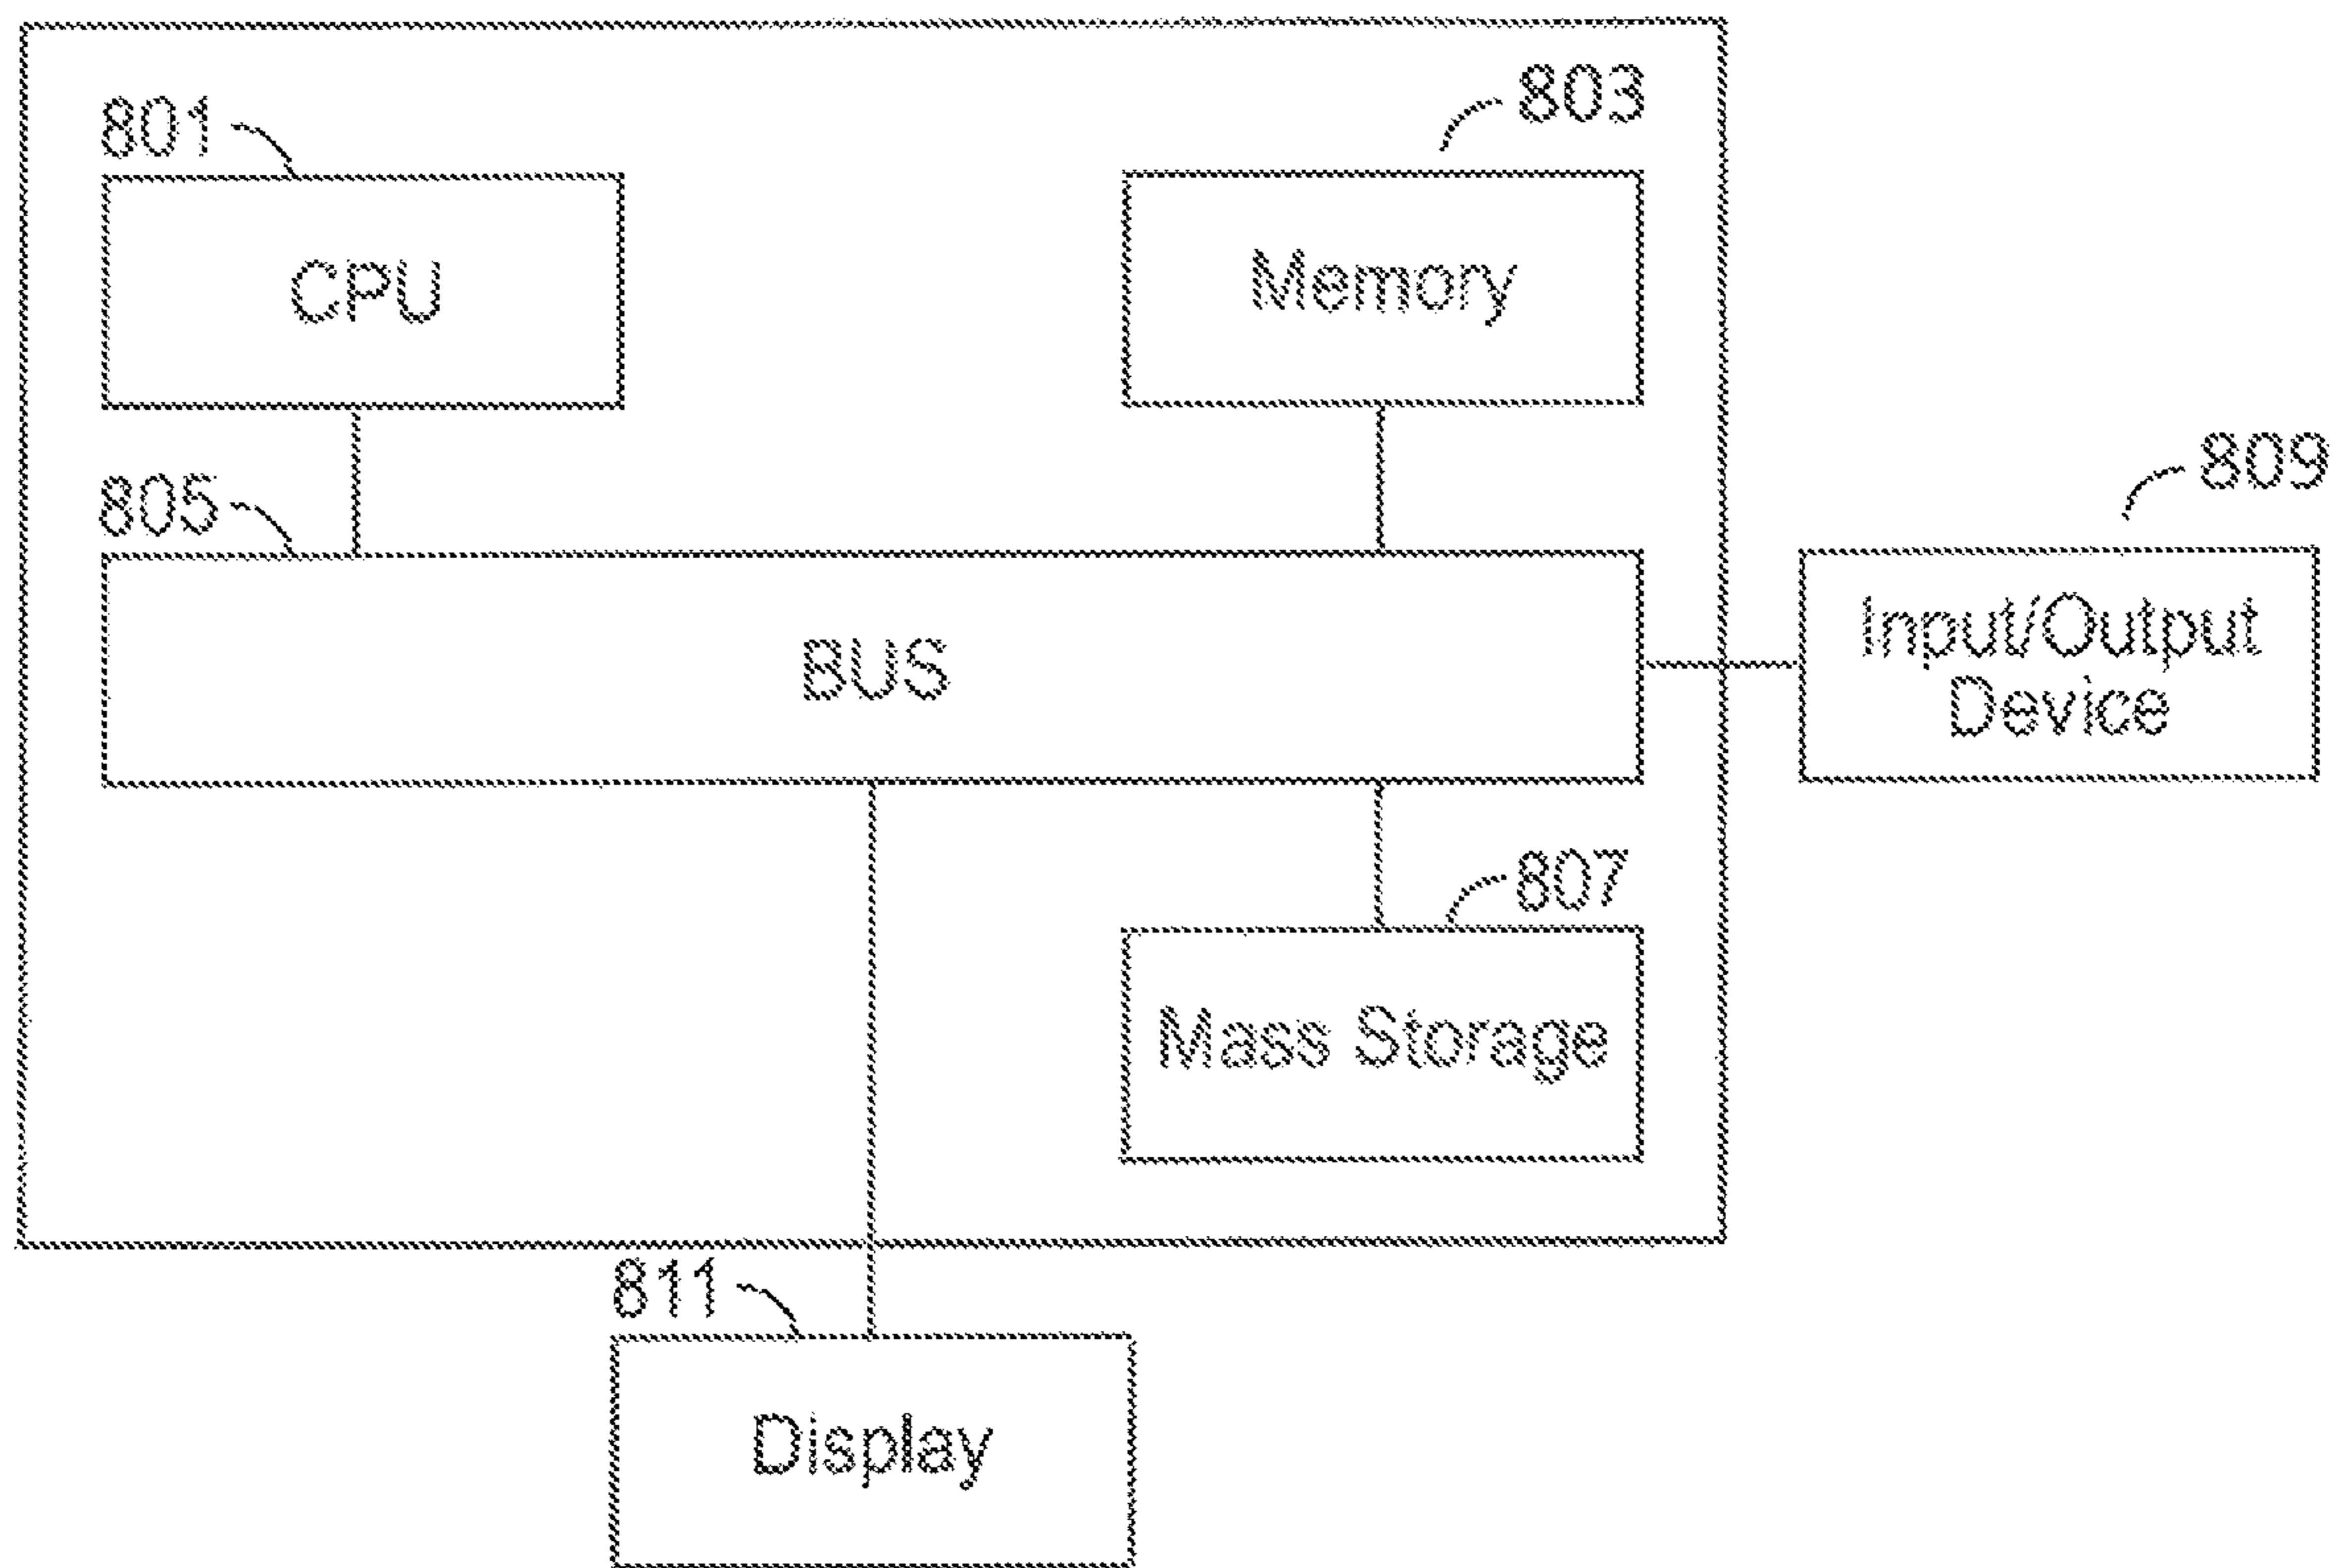 801
803
CPU
Memory
805
809
BUS
Input/Output
Device
807
Mass Storage
811
Display